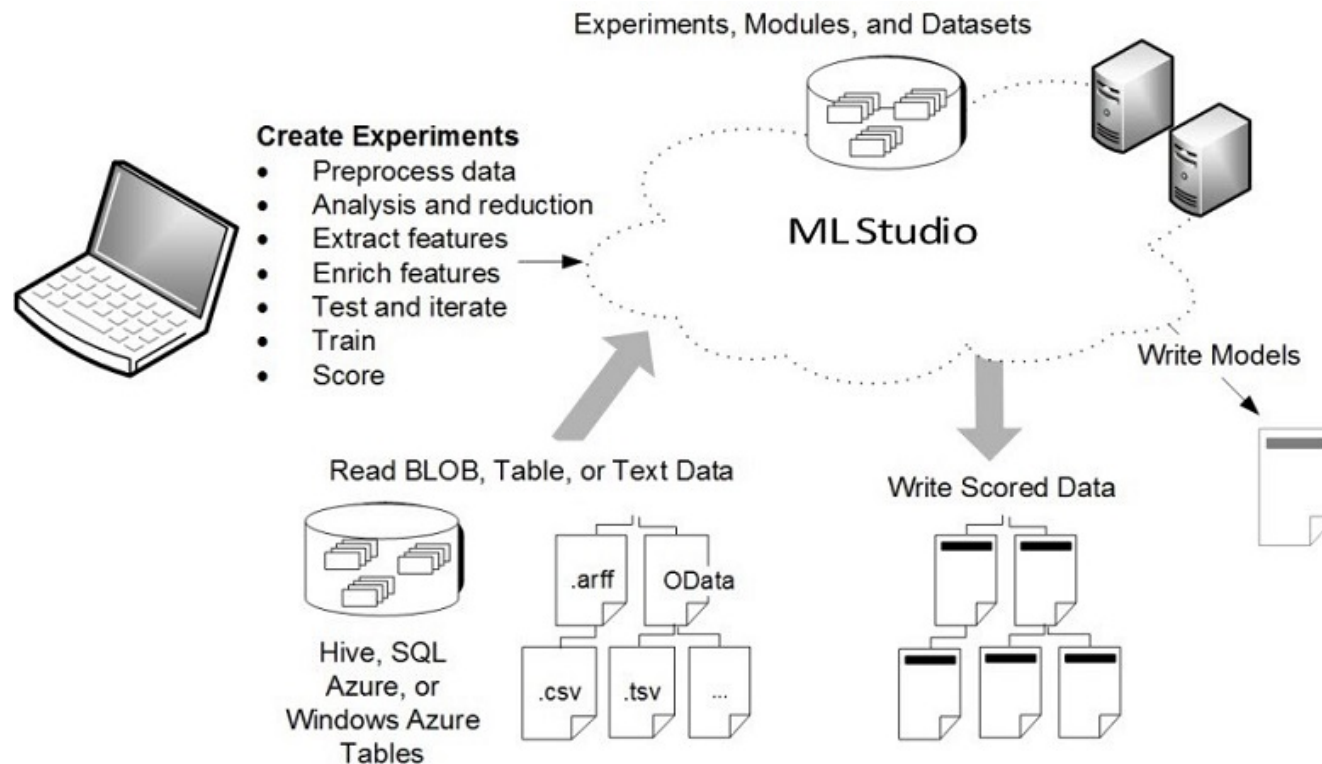 Experiments, Modules, and Datasets
Create Experiments
• Preprocess data
• Analysis and reduction
• Extract features
• Enrich features
• Test and iterate
• Train
• Score
ML Studio
Write Models
Read BLOB, Table, or Text Data
Write Scored Data
.arff
OData
.csv
.tsv
...
Hive, SQL
Azure, or
Windows Azure
Tables